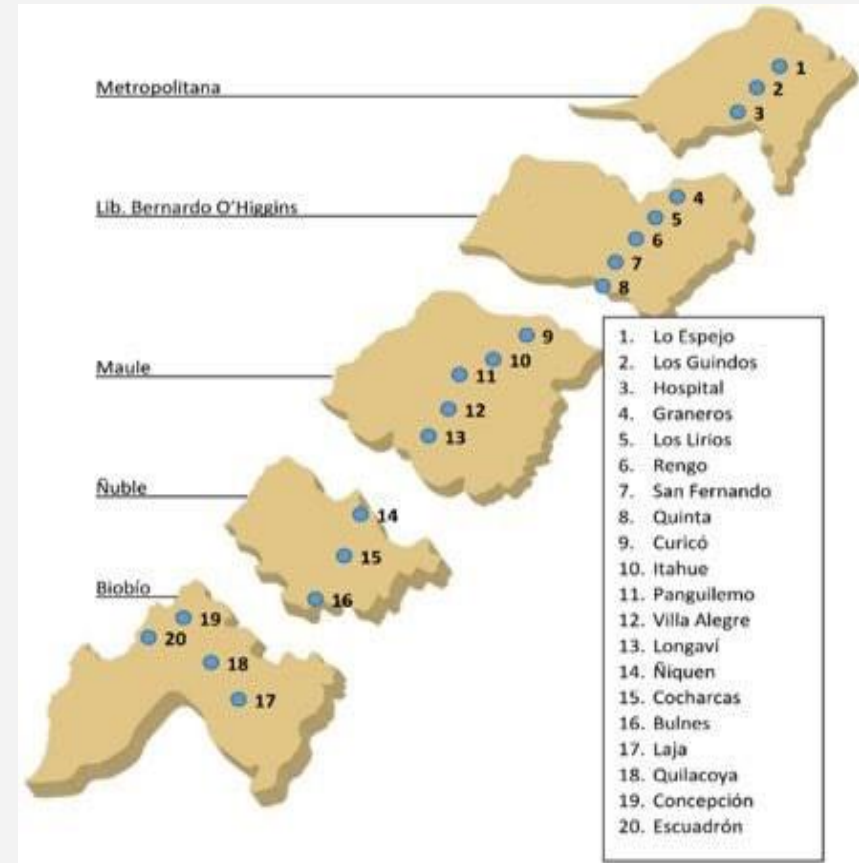 Metropolitana
1
2
3
Lib. Bernardo O'Higgins
4
5
6
7
8
Maule
9
10
11
12
13
Ñuble
14
15
16
Biobío
19
20
18
17
1. Lo Espejo
2. Los Guindos
3. Hospital
4. Graneros
5. Los Lirios
6. Rengo
7. San Fernando
8. Quinta
9. Curicó
10. Itahue
11. Panguilemo
12. Villa Alegre
13. Longaví
14. Ñiquen
15. Cocharcas
16. Bulnes
17. Laja
18. Quilacoya
19. Concepción
20. Escuadrón